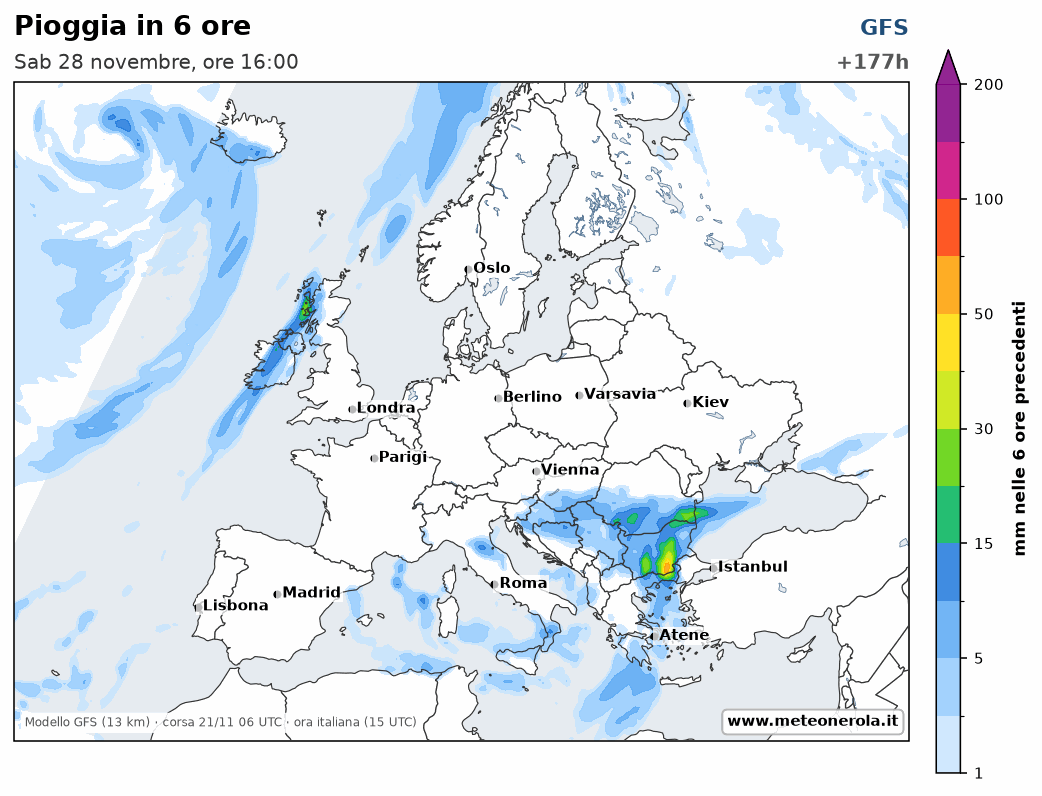 Pioggia in 6 ore
GFS
Sab 28 novembre, ore 16:00
+177h
200
100
50
30
15
5
1
mm nelle 6 ore precedenti
Oslo
Berlino
Varsavia
Kiev
Londra
Parigi
Vienna
Istanbul
Roma
Madrid
Lisbona
Atene
Modello GFS (13 km) · corsa 21/11 06 UTC · ora italiana (15 UTC)
www.meteonerola.it